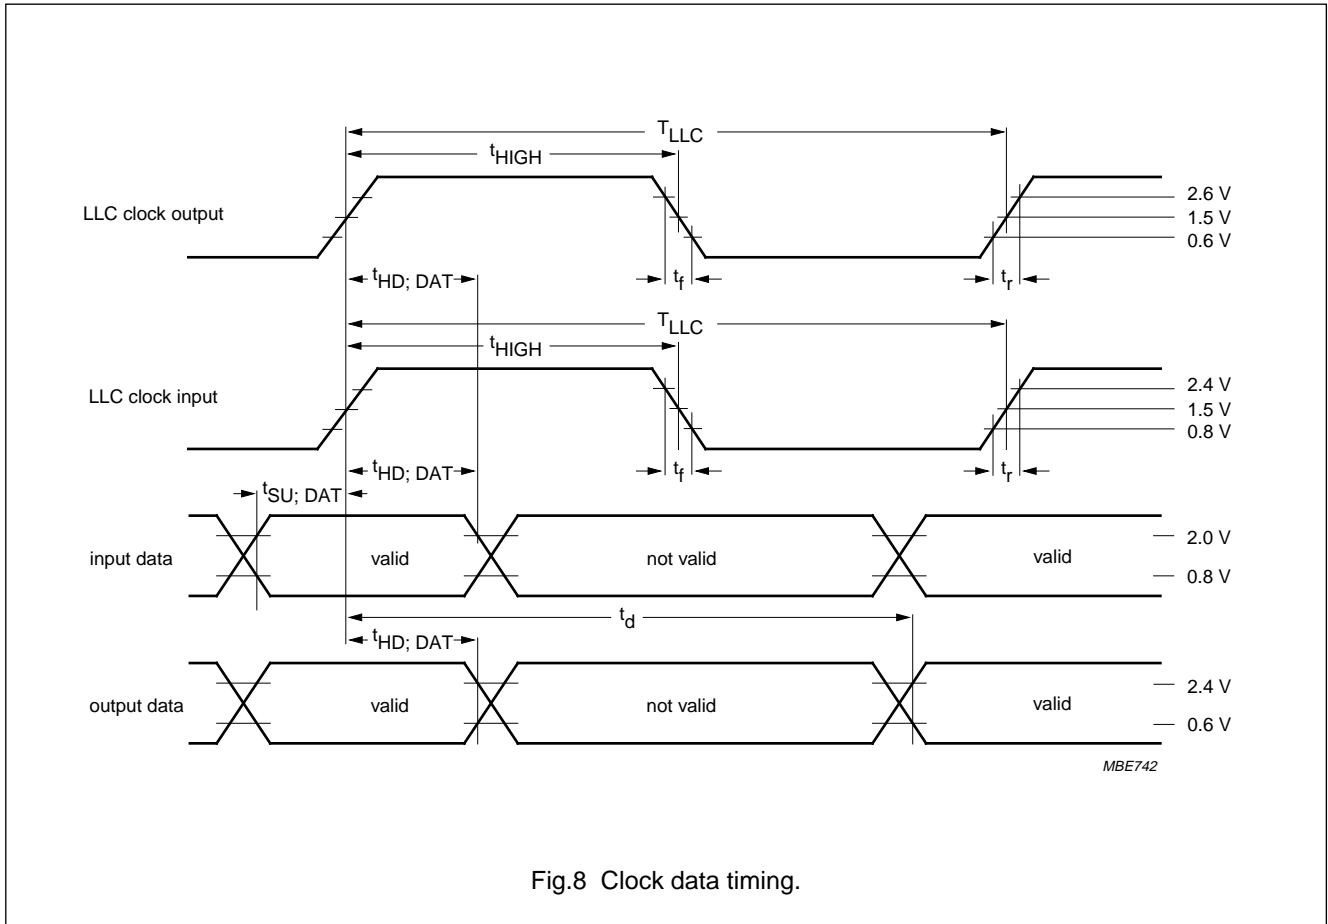 T_LLC
t_HIGH
LLC clock output
2.6 V
1.5 V
0.6 V
t_HD; DAT
t_f
t_r
T_LLC
t_HIGH
LLC clock input
2.4 V
1.5 V
0.8 V
t_HD; DAT
t_f
t_r
t_SU; DAT
input data
valid
not valid
valid
2.0 V
0.8 V
t_d
t_HD; DAT
output data
valid
not valid
valid
2.4 V
0.6 V
MBE742
Fig.8 Clock data timing.